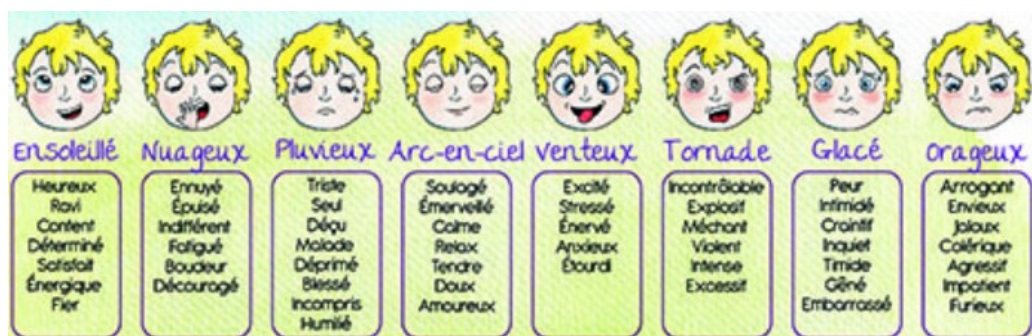 Ensoleillé
Nuageux
Pluvieux
Arc-en-ciel
Venteux
Tornade
Glacé
Orageux
Heureux
Ravi
Content
Déterminé
Satisfait
Énergique
Fier
Ennuyé
Épuisé
Indifférent
Fatigué
Boudeur
Découragé
Triste
Seul
Déçu
Malade
Déprimé
Blessé
Incompris
Humilié
Soulagé
Émerveillé
Calme
Relax
Tendre
Doux
Amoureux
Excité
Stressé
Énervé
Anxieux
Étourdi
Incontrôlable
Explosif
Méchant
Violent
Intense
Excessif
Peur
Intimidé
Craintif
Inquiet
Timide
Gêné
Embarrassé
Arrogant
Envieux
Jaloux
Colérique
Agressif
Impatient
Furieux